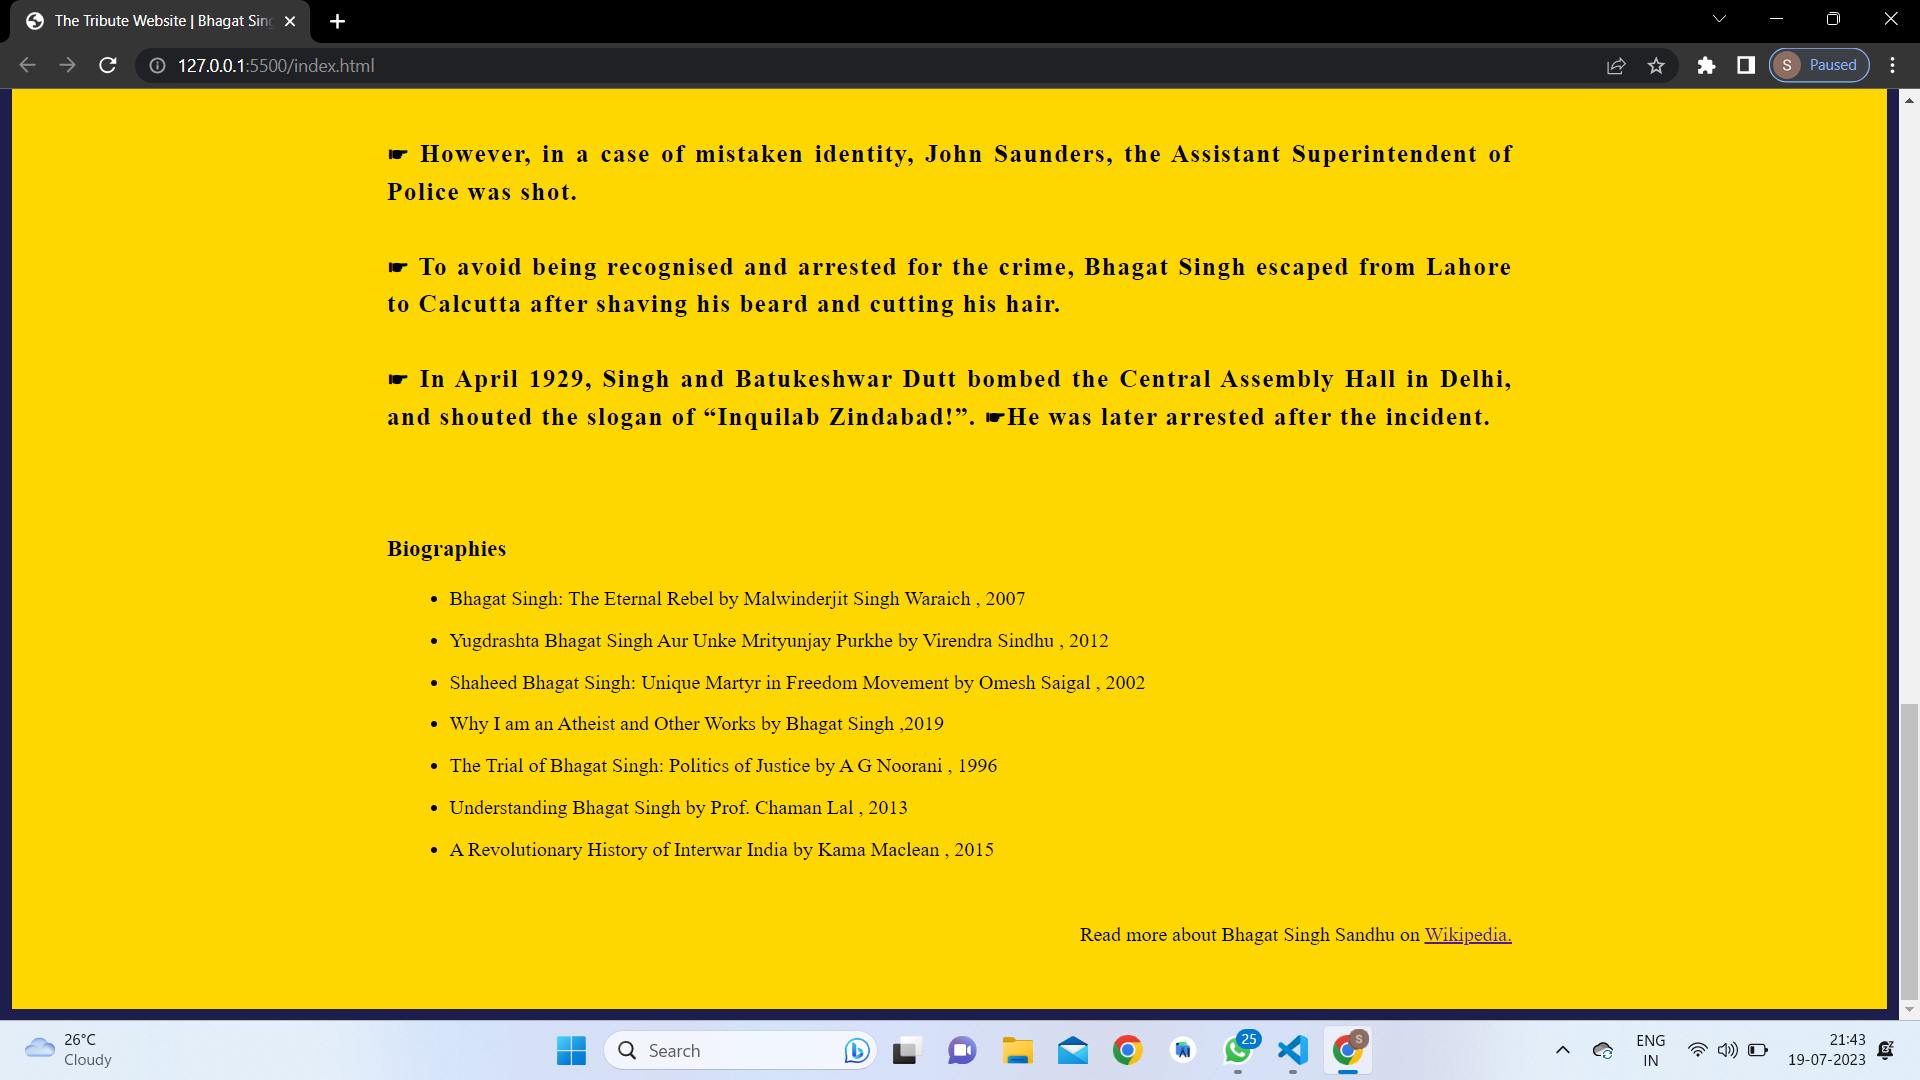 The Tribute Website | Bhagat Sing
127.0.0.1:5500/index.html
S Paused
☛ However, in a case of mistaken identity, John Saunders, the Assistant Superintendent of
Police was shot.
☛ To avoid being recognised and arrested for the crime, Bhagat Singh escaped from Lahore
to Calcutta after shaving his beard and cutting his hair.
☛ In April 1929, Singh and Batukeshwar Dutt bombed the Central Assembly Hall in Delhi,
and shouted the slogan of “Inquilab Zindabad!”. ☛He was later arrested after the incident.
Biographies
• Bhagat Singh: The Eternal Rebel by Malwinderjit Singh Waraich , 2007
• Yugdrashta Bhagat Singh Aur Unke Mrityunjay Purkhe by Virendra Sindhu , 2012
• Shaheed Bhagat Singh: Unique Martyr in Freedom Movement by Omesh Saigal , 2002
• Why I am an Atheist and Other Works by Bhagat Singh ,2019
• The Trial of Bhagat Singh: Politics of Justice by A G Noorani , 1996
• Understanding Bhagat Singh by Prof. Chaman Lal , 2013
• A Revolutionary History of Interwar India by Kama Maclean , 2015
Read more about Bhagat Singh Sandhu on Wikipedia.
26°C
Cloudy
Search
25
S
ENG
IN
21:43
19-07-2023